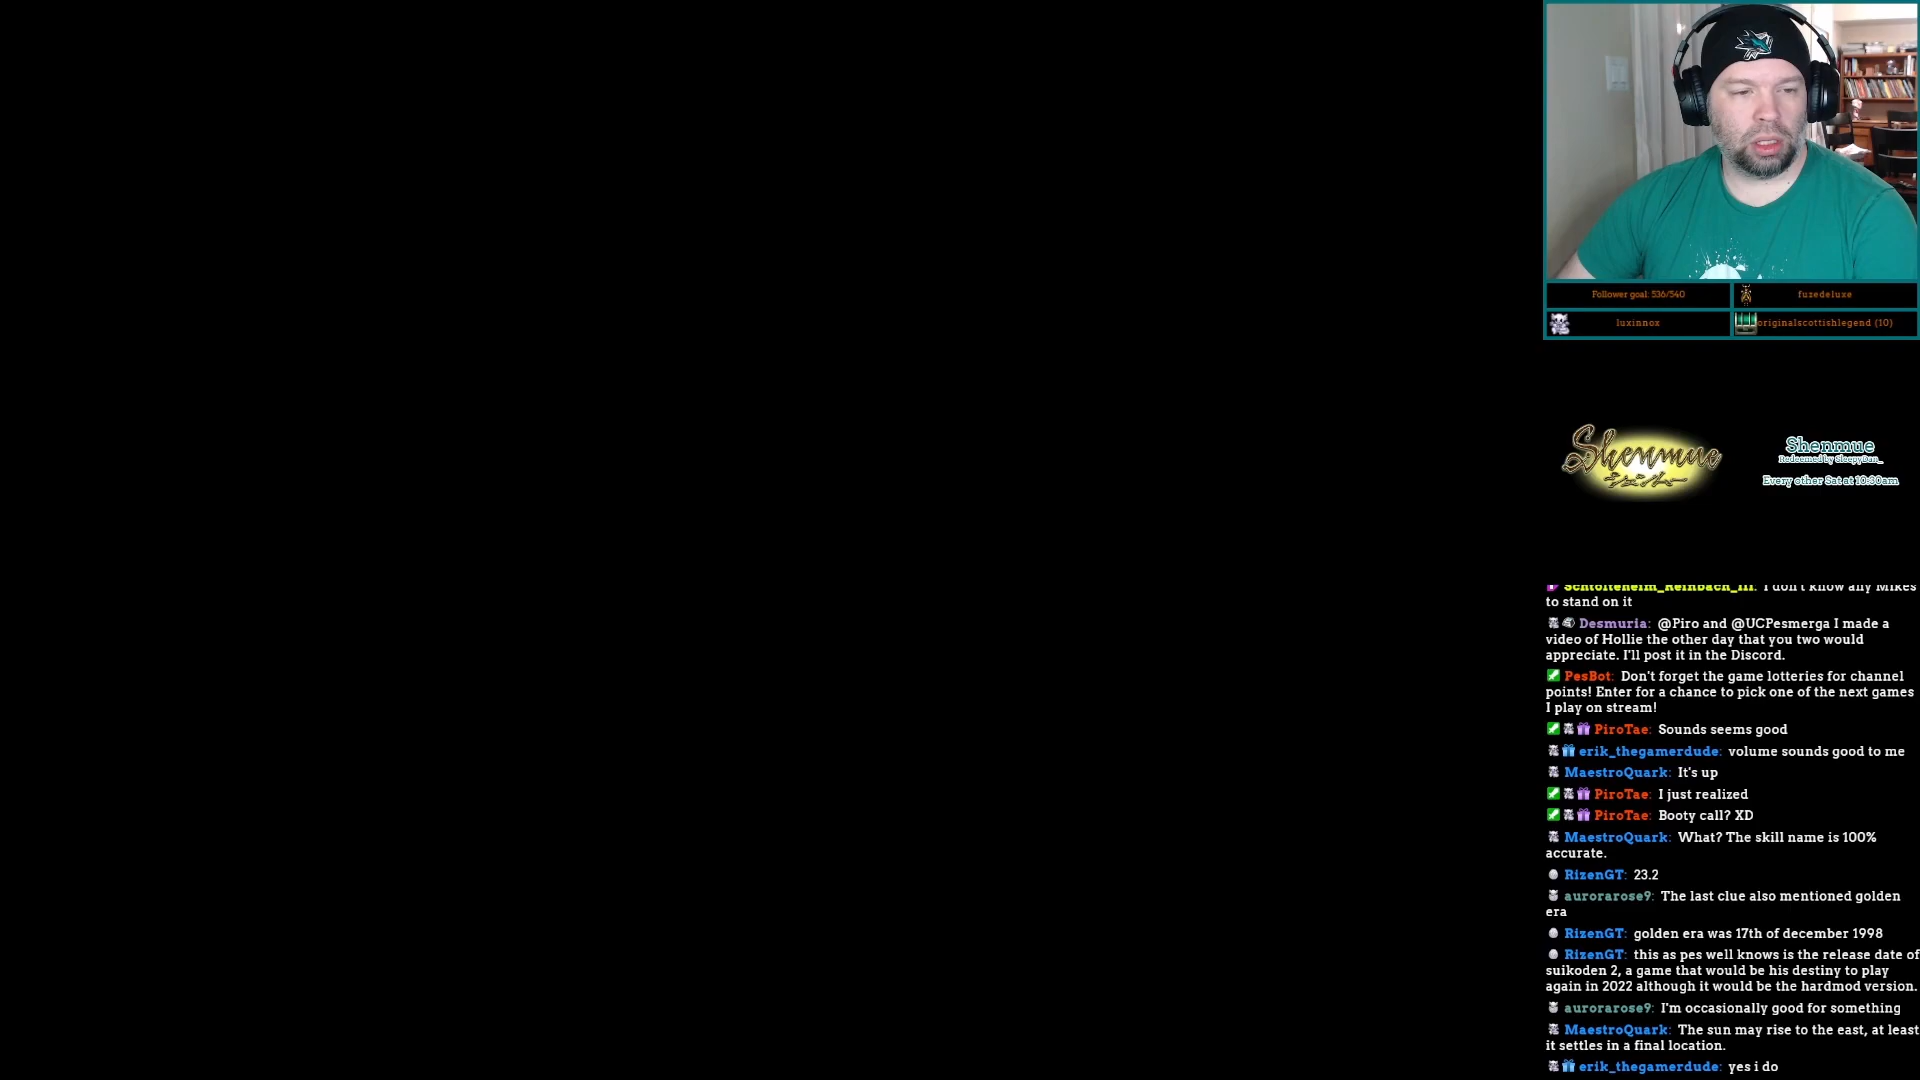 Follower goal: 536/540
fuzedeluxe
luxinnox
originalscottishlegend (10)
Shenmue
Shenmue
Redeemed by SleepyDan_
Every other Sat at 10:30am
Schtolteheim_Reinbach_III: I don't know any Mikes
to stand on it
Desmuria: @Piro and @UCPesmerga I made a
video of Hollie the other day that you two would
appreciate. I'll post it in the Discord.
PesBot: Don't forget the game lotteries for channel
points! Enter for a chance to pick one of the next games
I play on stream!
PiroTae: Sounds seems good
erik_thegamerdude: volume sounds good to me
MaestroQuark: It's up
PiroTae: I just realized
PiroTae: Booty call? XD
MaestroQuark: What? The skill name is 100%
accurate.
RizenGT: 23.2
aurorarose9: The last clue also mentioned golden
era
RizenGT: golden era was 17th of december 1998
RizenGT: this as pes well knows is the release date of
suikoden 2, a game that would be his destiny to play
again in 2022 although it would be the hardmod version.
aurorarose9: I'm occasionally good for something
MaestroQuark: The sun may rise to the east, at least
it settles in a final location.
erik_thegamerdude: yes i do